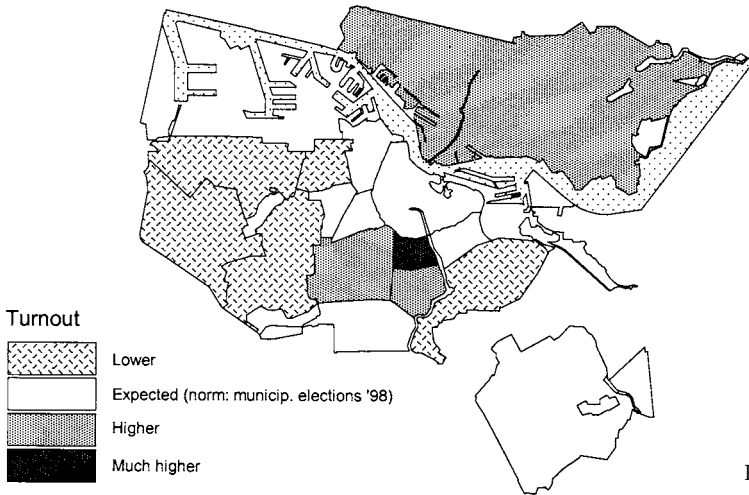 Turnout
Lower
Expected (norm: municip. elections '98)
Higher
Much higher